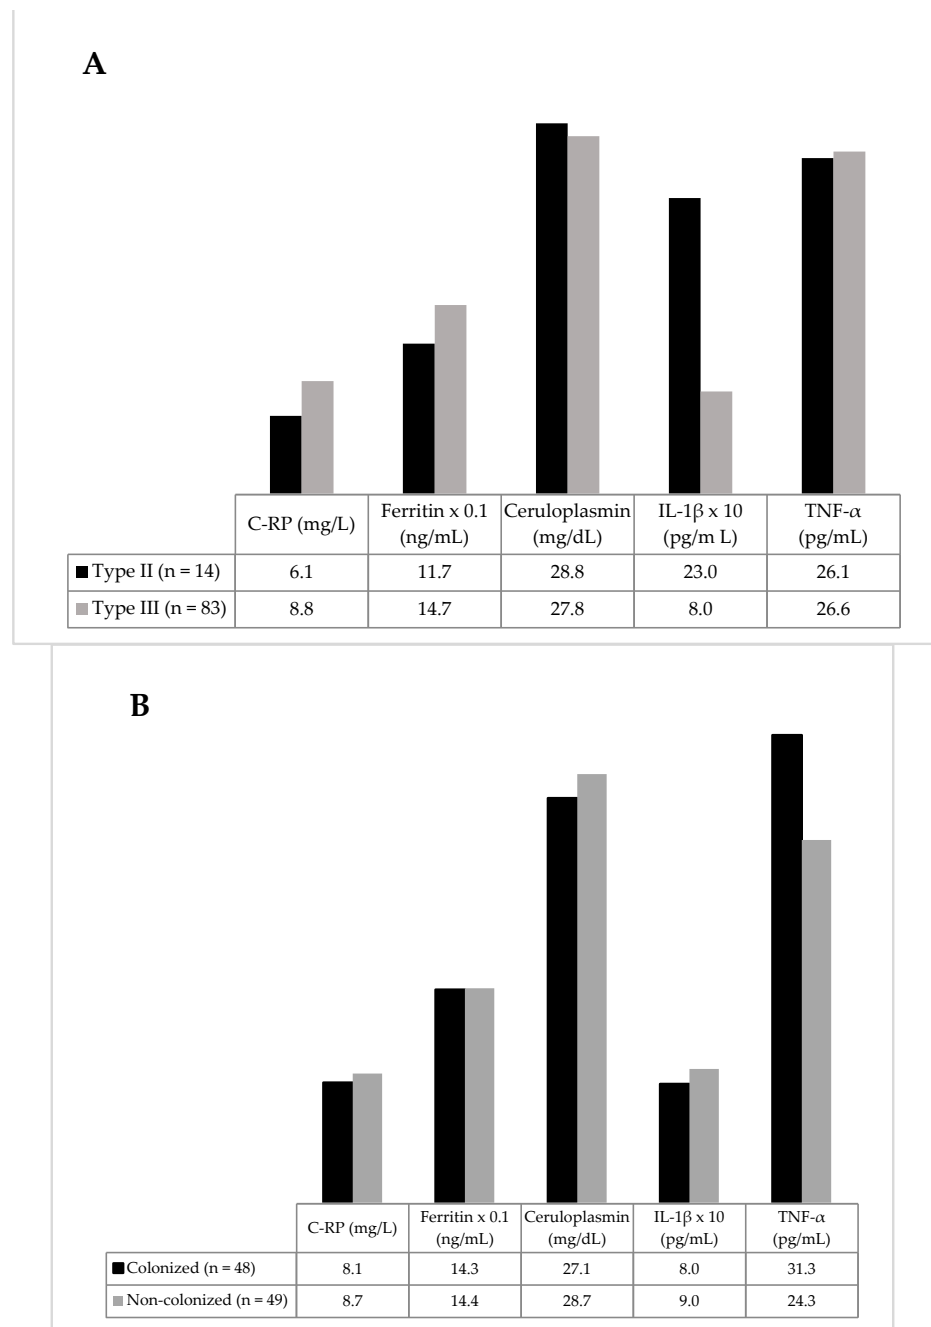 A
C-RP (mg/L) Ferritin x 0.1 (ng/mL) Ceruloplasmin (mg/dL) IL-1β x 10 (pg/m L) TNF-α (pg/mL)
Type II (n = 14) 6.1 11.7 28.8 23.0 26.1
Type III (n = 83) 8.8 14.7 27.8 8.0 26.6
B
C-RP (mg/L) Ferritin x 0.1 (ng/mL) Ceruloplasmin (mg/dL) IL-1β x 10 (pg/mL) TNF-α (pg/mL)
Colonized (n = 48) 8.1 14.3 27.1 8.0 31.3
Non-colonized (n = 49) 8.7 14.4 28.7 9.0 24.3